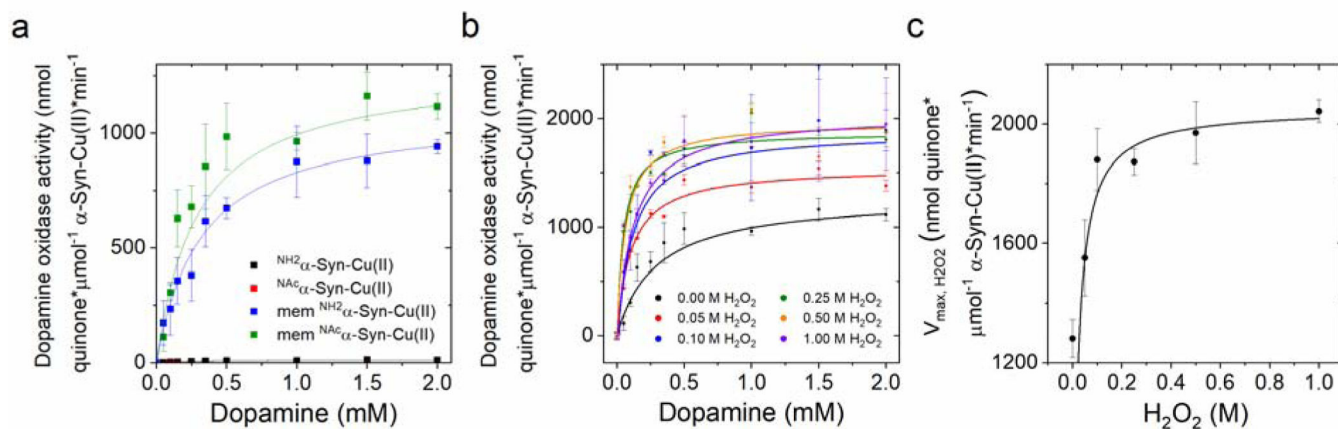 a
Dopamine oxidase activity (nmol
quinone*µmol⁻¹ α-Syn-Cu(II)*min⁻¹
1000
500
0
NH2α-Syn-Cu(II)
NAcα-Syn-Cu(II)
mem NH2α-Syn-Cu(II)
mem NAcα-Syn-Cu(II)
0.0 0.5 1.0 1.5 2.0
Dopamine (mM)
b
Dopamine oxidase activity (nmol
quinone*µmol⁻¹ α-Syn-Cu(II)*min⁻¹
2000
1000
0
0.00 M H₂O₂ 0.25 M H₂O₂
0.05 M H₂O₂ 0.50 M H₂O₂
0.10 M H₂O₂ 1.00 M H₂O₂
0.0 0.5 1.0 1.5 2.0
Dopamine (mM)
c
Vmax, H2O2 (nmol quinone*
µmol⁻¹ α-Syn-Cu(II)*min⁻¹
2000
1600
1200
0.0 0.2 0.4 0.6 0.8 1.0
H₂O₂ (M)